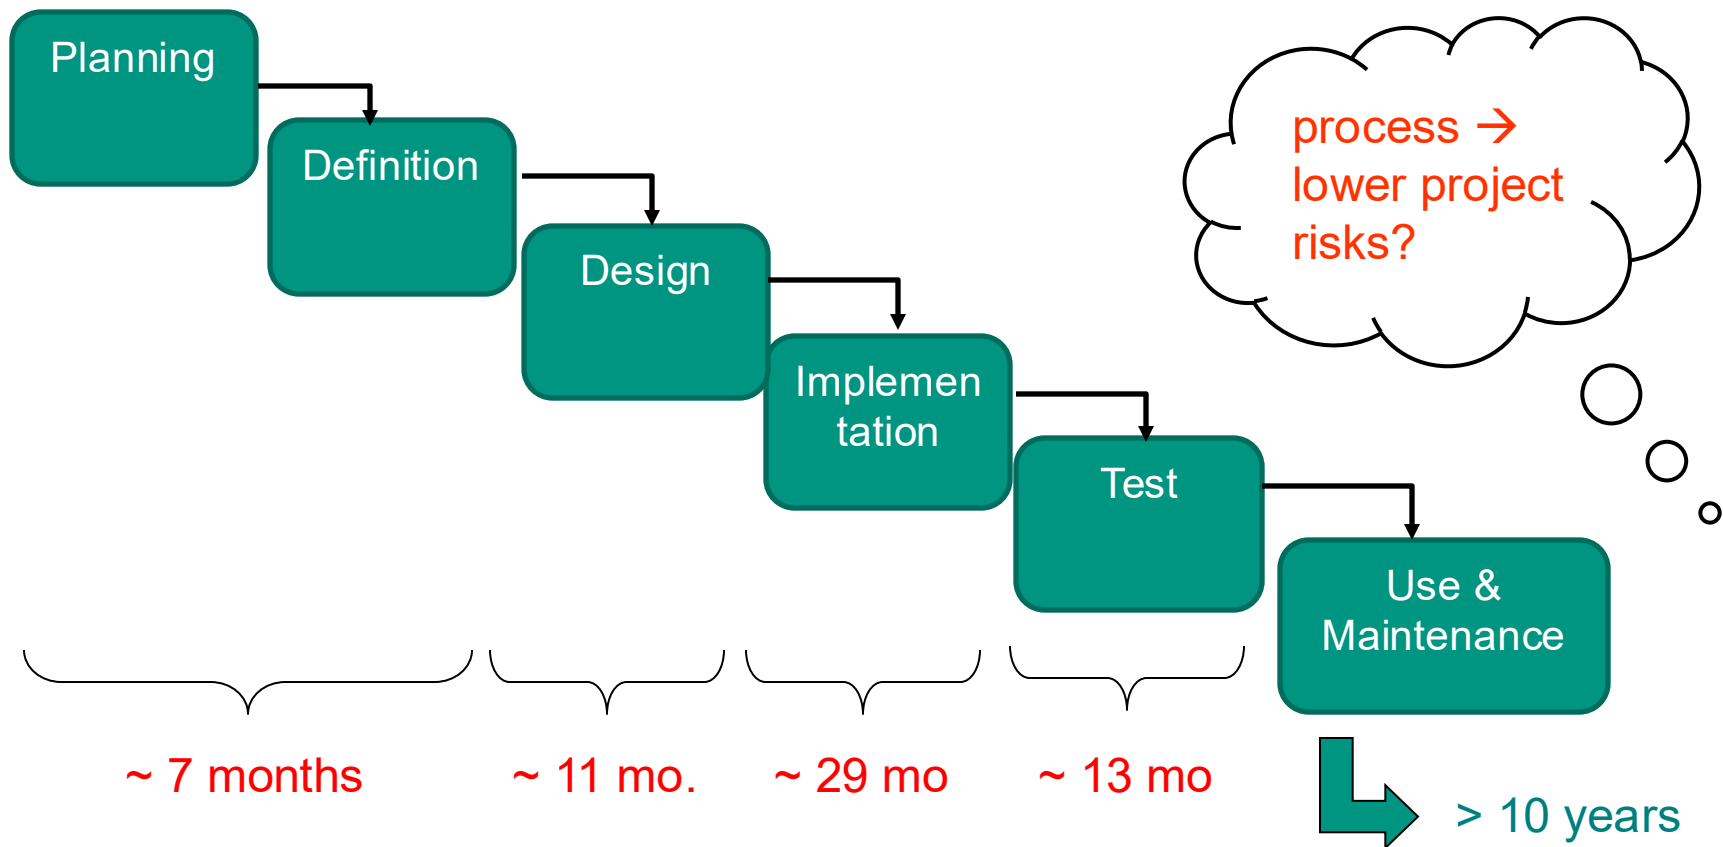 Planning
Definition
Design
Implemen
tation
Test
Use &
Maintenance
process →
lower project
risks?
~ 7 months
~ 11 mo.
~ 29 mo
~ 13 mo
> 10 years